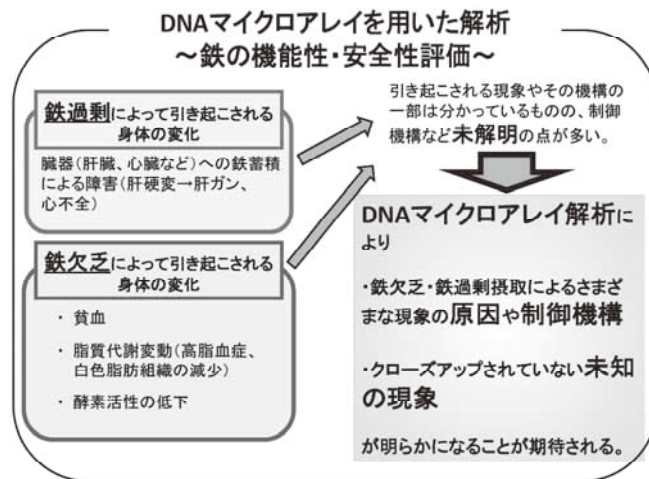 DNAマイクロアレイを用いた解析
～鉄の機能性・安全性評価～
鉄過剰によって引き起こされる
身体の変化
臓器(肝臓、心臓など)への鉄蓄積
による障害(肝硬変→肝ガン、
心不全)
鉄欠乏によって引き起こされる
身体の変化
・ 貧血
・ 脂質代謝変動(高脂血症、
白色脂肪組織の減少)
・ 酵素活性の低下
引き起こされる現象やその機構の
一部は分かっているものの、制御
機構など未解明の点が多い。
DNAマイクロアレイ解析に
より
・鉄欠乏・鉄過剰摂取によるさまざ
まな現象の原因や制御機構
・クローズアップされていない未知
の現象
が明らかになることが期待される。